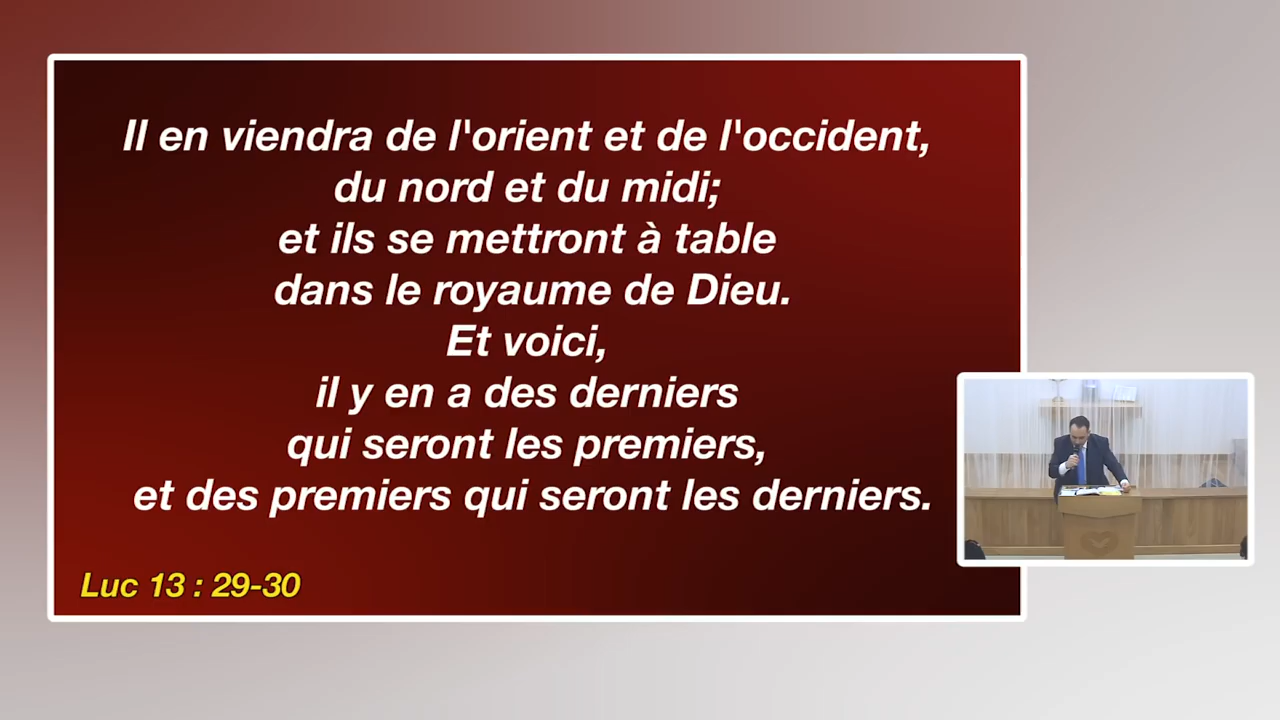 Il en viendra de l'orient et de l'occident,
du nord et du midi;
et ils se mettront à table
dans le royaume de Dieu.
Et voici,
il y en a des derniers
qui seront les premiers,
et des premiers qui seront les derniers.
Luc 13 : 29-30